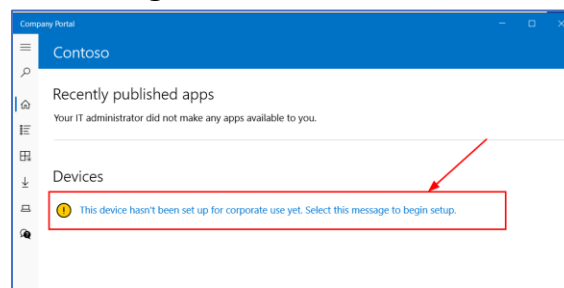 Company Portal
Contoso
Recently published apps
Your IT administrator did not make any apps available to you.
Devices
This device hasn't been set up for corporate use yet. Select this message to begin setup.